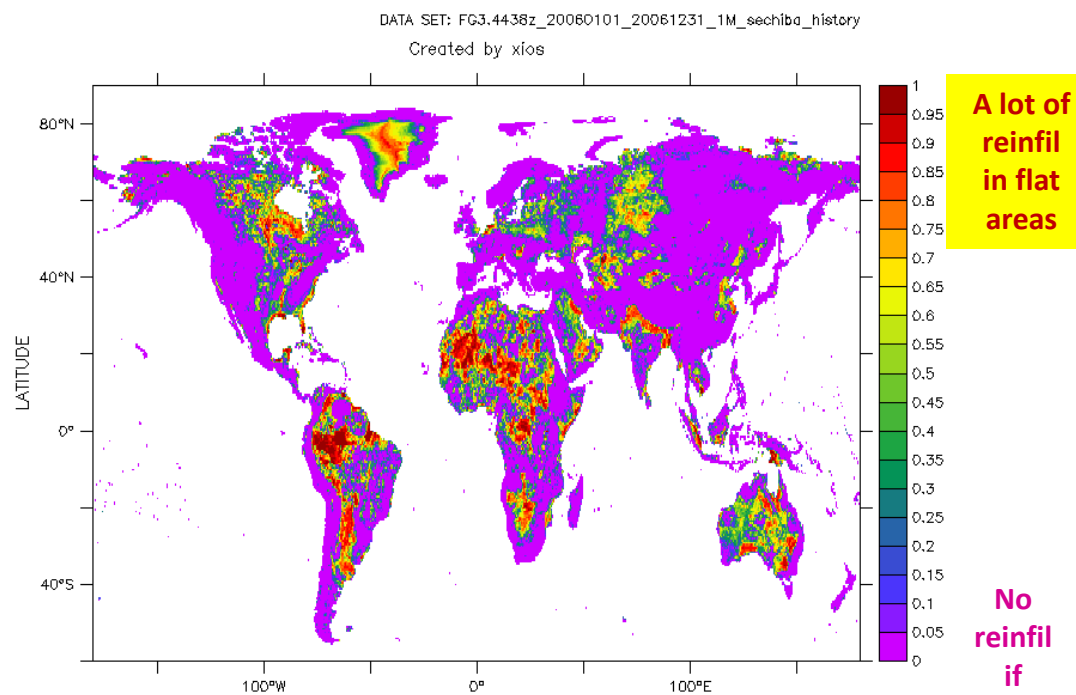 DATA SET: FG3.4438z_20060101_20061231_1M_sechiba_history
Created by xios
80°N
40°N
0°
40°S
LATITUDE
100°W
0°
100°E
1
0.95
0.9
0.85
0.8
0.75
0.7
0.65
0.6
0.55
0.5
0.45
0.4
0.35
0.3
0.25
0.2
0.15
0.1
0.05
0
A lot of
reinfil
in flat
areas
No
reinfil
if